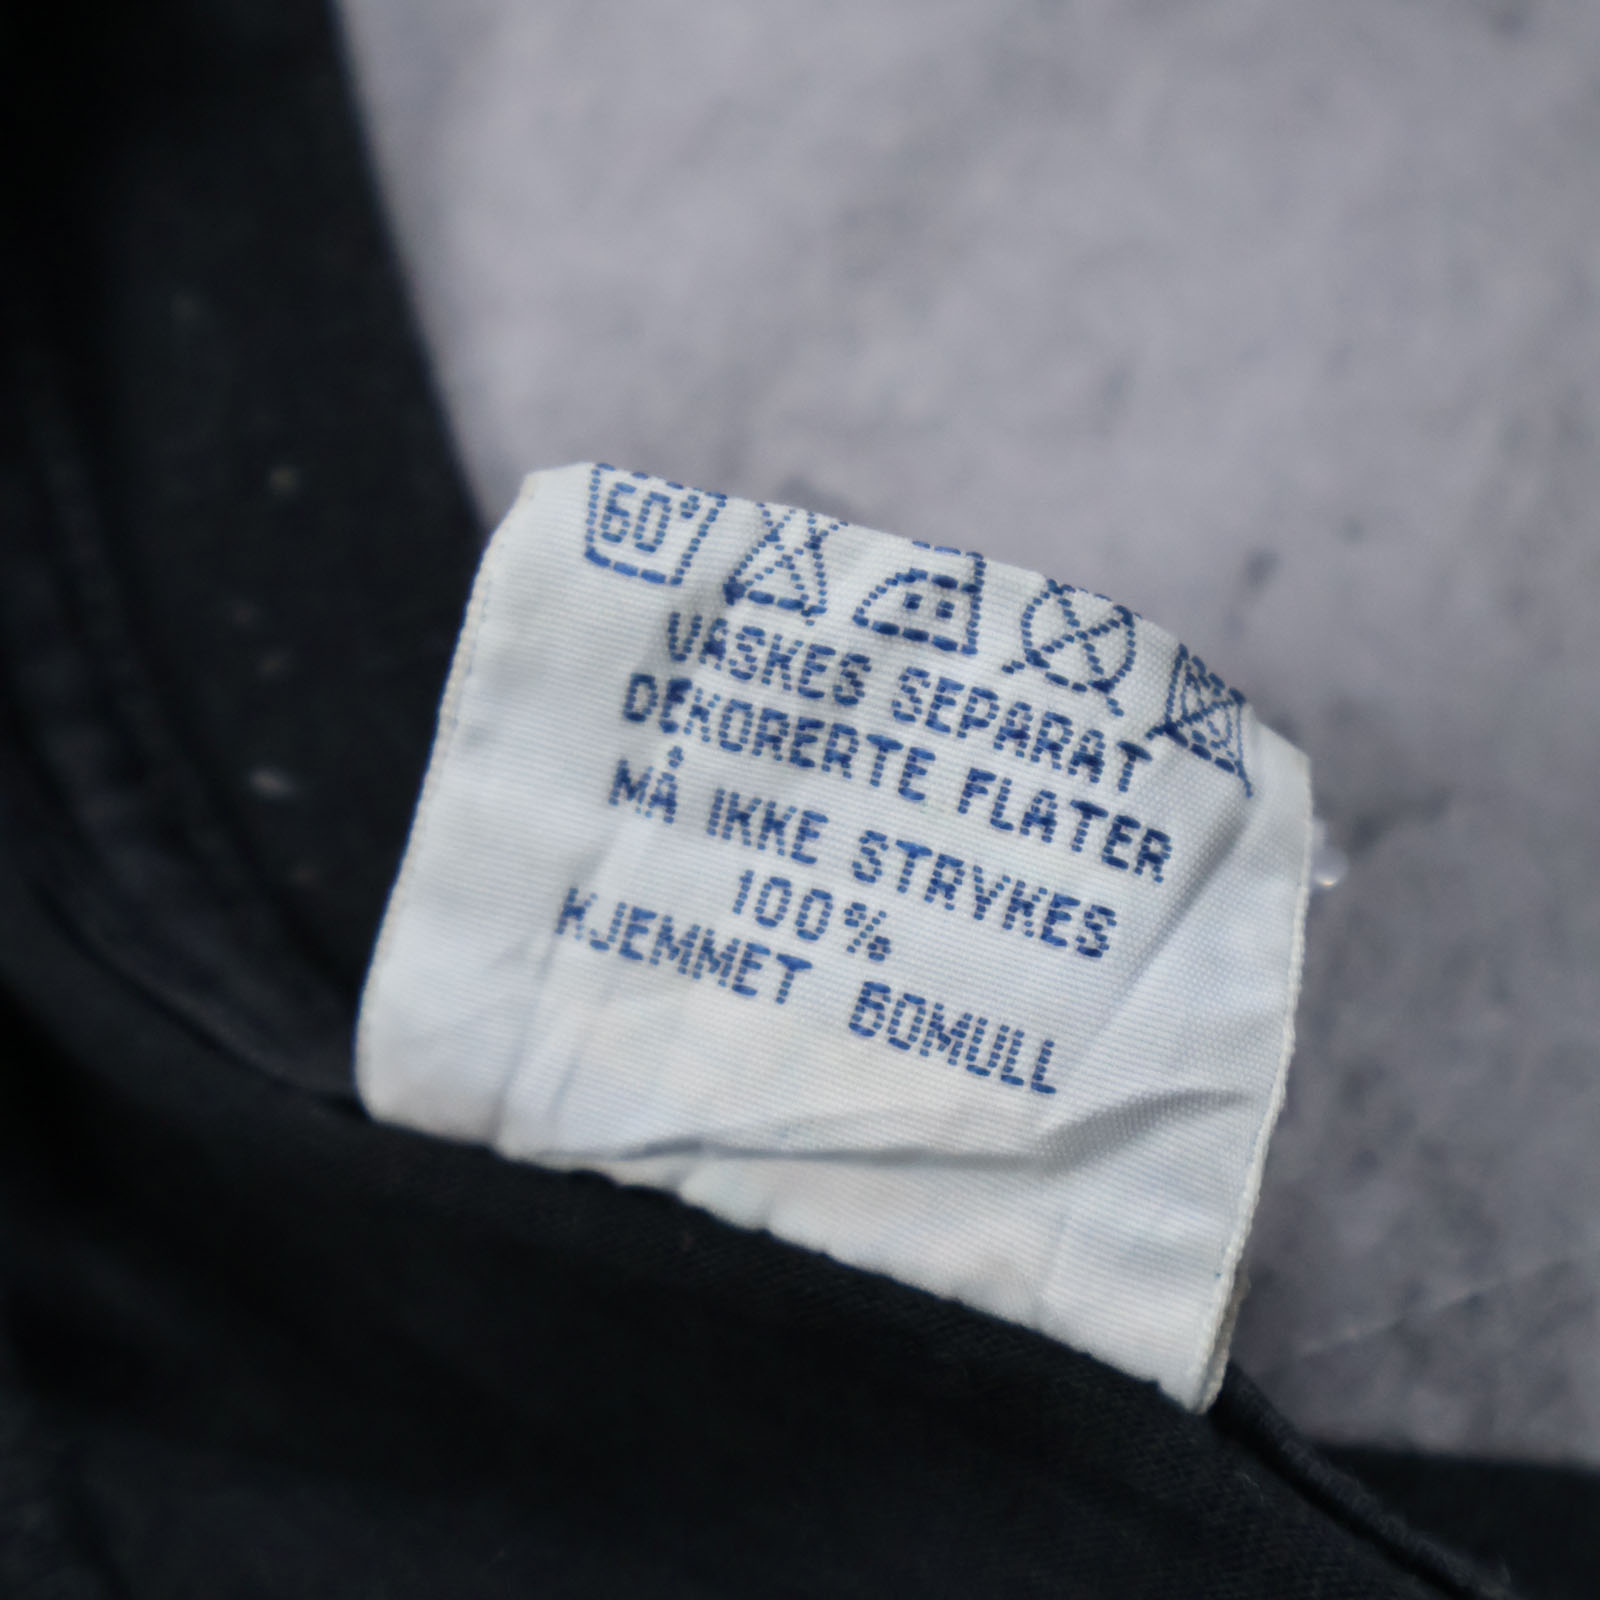 60°
VASKES SEPARAT
DEKORERTE FLATER
MÅ IKKE STRYKES
100%
KJEMMET BOMULL